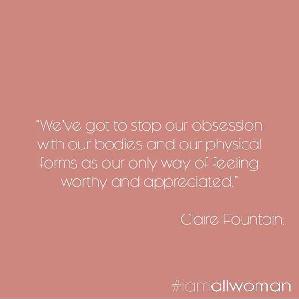 "We've got to stop our obsession
with our bodies and our physical
forms as our only way of feeling
worthy and appreciated."
Claire Fountain.
#iamallwoman